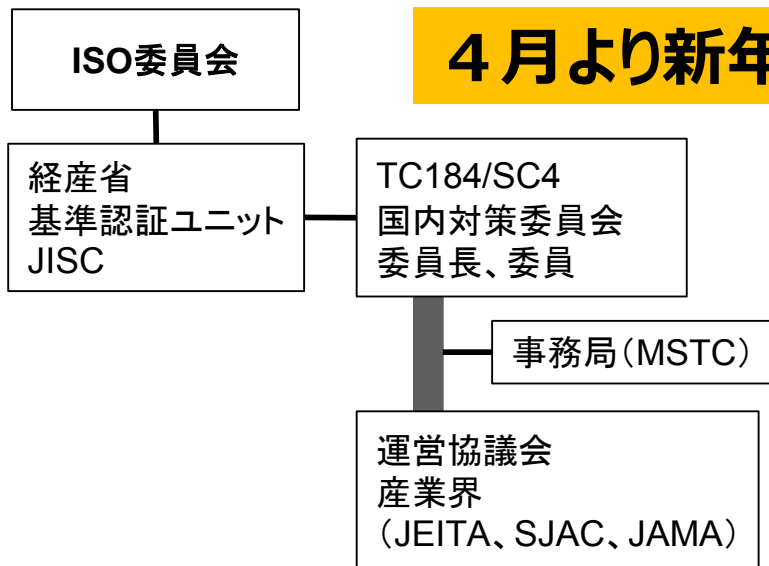 ISO委員会
４月より新年
経産省
基準認証ユニット
JISC
TC184/SC4
国内対策委員会
委員長、委員
事務局（MSTC）
運営協議会
産業界
（JEITA、SJAC、JAMA）